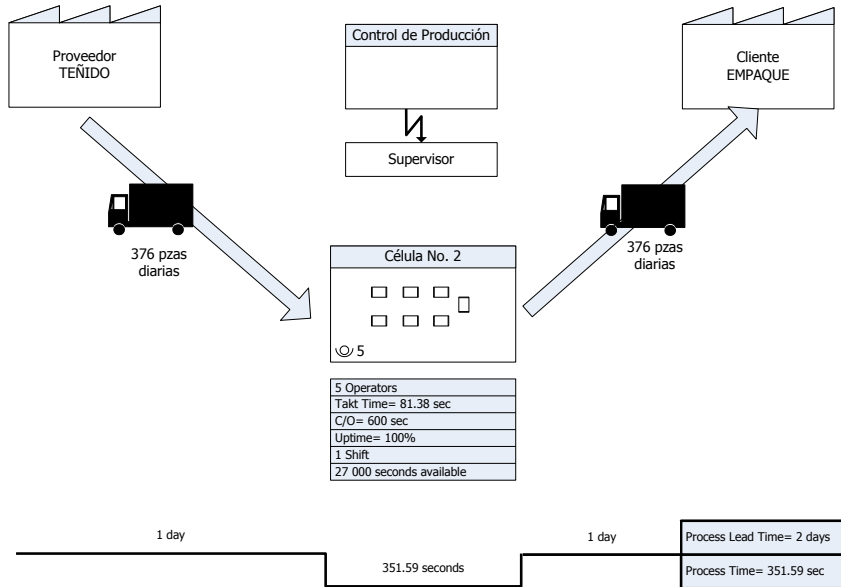 Proveedor
TEÑIDO
Control de Producción
Cliente
EMPAQUE
Supervisor
376 pzas
diarias
376 pzas
diarias
Célula No. 2
5
5 Operators
Takt Time= 81.38 sec
C/O= 600 sec
Uptime= 100%
1 Shift
27 000 seconds available
1 day
351.59 seconds
1 day
Process Lead Time= 2 days
Process Time= 351.59 sec